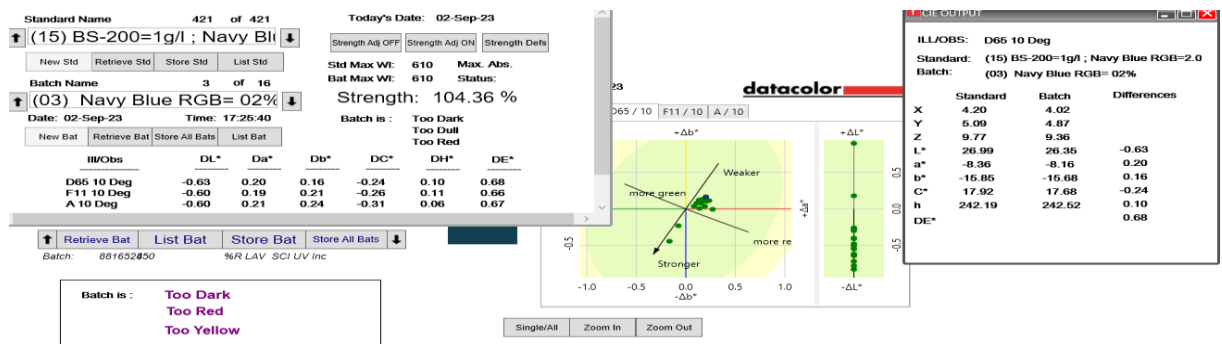 Standard Name 421 of 421
(15) BS-200=1g/l ; Navy Bl
New Std Retrieve Std Store Std List Std
Batch Name 3 of 16
(03) Navy Blue RGB= 02%
Date: 02-Sep-23 Time: 17:25:40
New Bat Retrieve Bat Store All Bats List Bat
Today's Date: 02-Sep-23
Strength Adj OFF Strength Adj ON Strength Defs
Std Max Wl: 610 Max. Abs.
Bat Max Wl: 610 Status:
Strength: 104.36 %
Batch is : Too Dark
Too Dull
Too Red
Ill/Obs DL* Da* Db* DC* DH* DE*
D65 10 Deg -0.63 0.20 0.16 -0.24 0.10 0.68
F11 10 Deg -0.60 0.19 0.21 -0.26 0.11 0.66
A 10 Deg -0.60 0.21 0.24 -0.31 0.06 0.67
Retrieve Bat List Bat Store Bat Store All Bats
Batch: %R LAV SCI UV Inc
Batch is : Too Dark
Too Red
Too Yellow
23
datacolor
D65 / 10 F11 / 10 A / 10
+Δb* +ΔL*
Weaker
more green
+Δa*
more re
Stronger
0.5 0.0 -0.5
-0.5
-1.0 -0.5 0.0 0.5 1.0
-Δb* -ΔL*
Single/All Zoom In Zoom Out
CIE OUTPUT
ILL/OBS: D65 10 Deg
Standard: (15) BS-200=1g/l ; Navy Blue RGB=2.0
Batch: (03) Navy Blue RGB= 02%
Standard Batch Differences
X 4.20 4.02
Y 5.09 4.87
Z 9.77 9.36
L* 26.99 26.35 -0.63
a* -8.36 -8.16 0.20
b* -15.85 -15.68 0.16
C* 17.92 17.68 -0.24
h 242.19 242.52 0.10
DE* 0.68